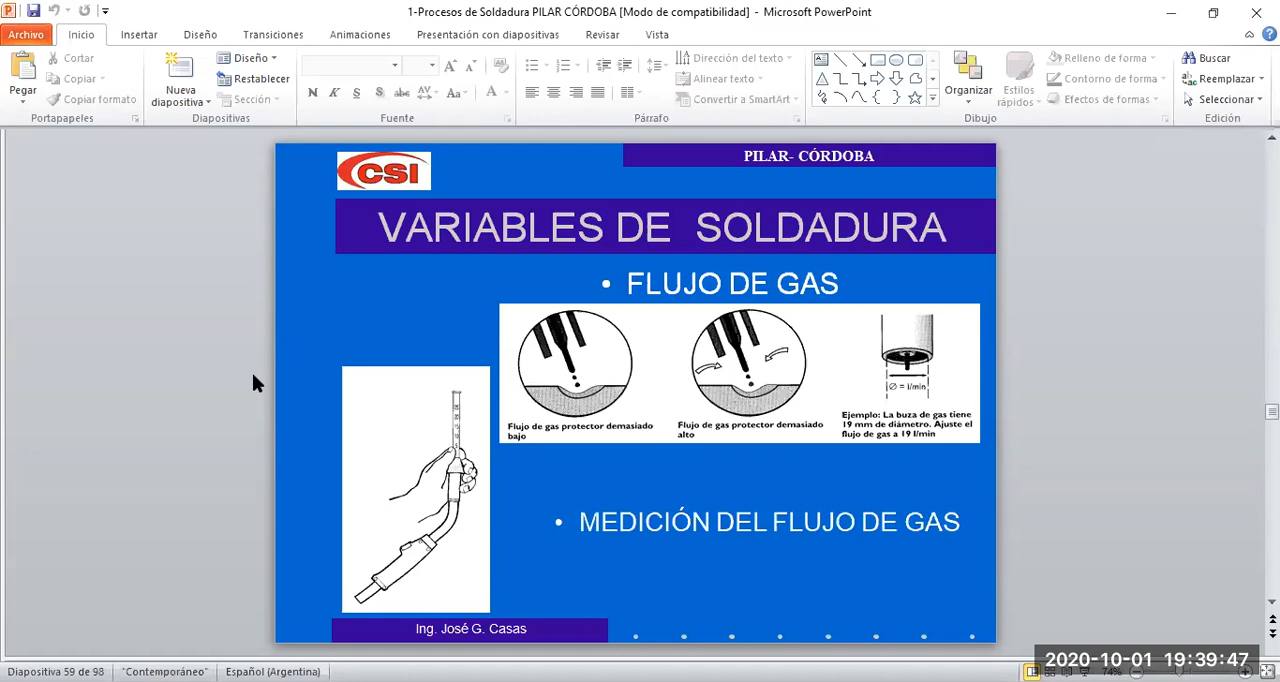 1-Procesos de Soldadura PILAR CÓRDOBA [Modo de compatibilidad] - Microsoft PowerPoint
Archivo Inicio Insertar Diseño Transiciones Animaciones Presentación con diapositivas Revisar Vista
Pegar
Cortar
Copiar
Copiar formato
Portapapeles
Nueva
diapositiva
Diseño
Restablecer
Sección
Diapositivas
N K S S abc AV Aa A
Fuente
Dirección del texto
Alinear texto
Convertir a SmartArt
Párrafo
Organizar
Estilos
rápidos
Relleno de forma
Contorno de forma
Efectos de formas
Dibujo
Buscar
Reemplazar
Seleccionar
Edición
CSI
PILAR- CÓRDOBA
VARIABLES DE SOLDADURA
• FLUJO DE GAS
Flujo de gas protector demasiado
bajo
Flujo de gas protector demasiado
alto
Ø = l/min
Ejemplo: La buza de gas tiene
19 mm de diámetro. Ajuste el
flujo de gas a 19 l/min
• MEDICIÓN DEL FLUJO DE GAS
Ing. José G. Casas
Diapositiva 59 de 98 "Contemporáneo" Español (Argentina) 74%
2020-10-01 19:39:47